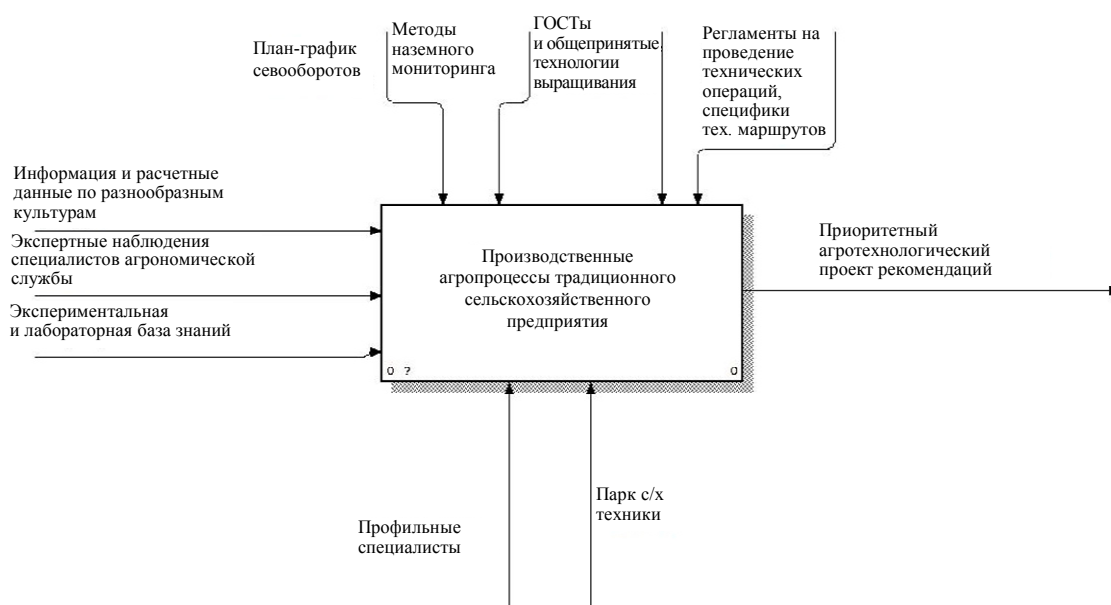 План-график
севооборотов
Методы
наземного
мониторинга
ГОСТы
и общепринятые
технологии
выращивания
Регламенты на
проведение
технических
операций,
специфики
тех. маршрутов
Информация и расчетные
данные по разнообразным
культурам
Экспертные наблюдения
специалистов агрономической
службы
Экспериментальная
и лабораторная база знаний
Производственные
агропроцессы традиционного
сельскохозяйственного
предприятия
0 ?
0
Приоритетный
агротехнологический
проект рекомендаций
Профильные
специалисты
Парк с/х
техники